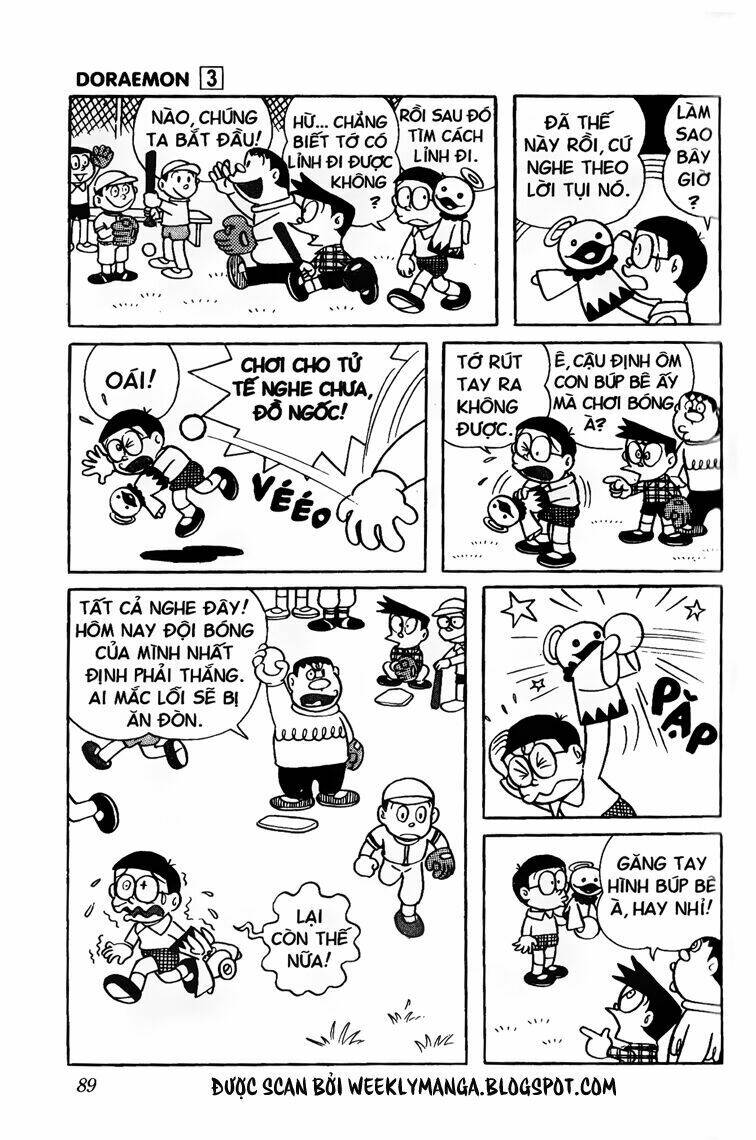 DORAEMON 3
LÀM
SAO
BÂY
GIỜ
?
ĐÃ THẾ
NÀY RỒI, CỨ
NGHE THEO
LỜI TỤI NÓ.
RỒI SAU ĐÓ
TÌM CÁCH
LỈNH ĐI.
HỪ... CHẲNG
BIẾT TỚ CÓ
LỈNH ĐI ĐƯỢC
KHÔNG
?
NÀO, CHÚNG
TA BẮT ĐẦU!
Ê, CẬU ĐỊNH ÔM
CON BÚP BÊ ẤY
MÀ CHƠI BÓNG
À?
TỚ RÚT
TAY RA
KHÔNG
ĐƯỢC.
CHƠI CHO TỬ
TẾ NGHE CHƯA,
ĐỒ NGỐC!
VÉÉO
OÁI!
PẶP
GĂNG TAY
HÌNH BÚP BÊ
À, HAY NHỈ!
TẤT CẢ NGHE ĐÂY!
HÔM NAY ĐỘI BÓNG
CỦA MÌNH NHẤT
ĐỊNH PHẢI THẮNG.
AI MẮC LỖI SẼ BỊ
ĂN ĐÒN.
LẠI
CÒN THẾ
NỮA!
89
ĐƯỢC SCAN BỞI WEEKLYMANGA.BLOGSPOT.COM